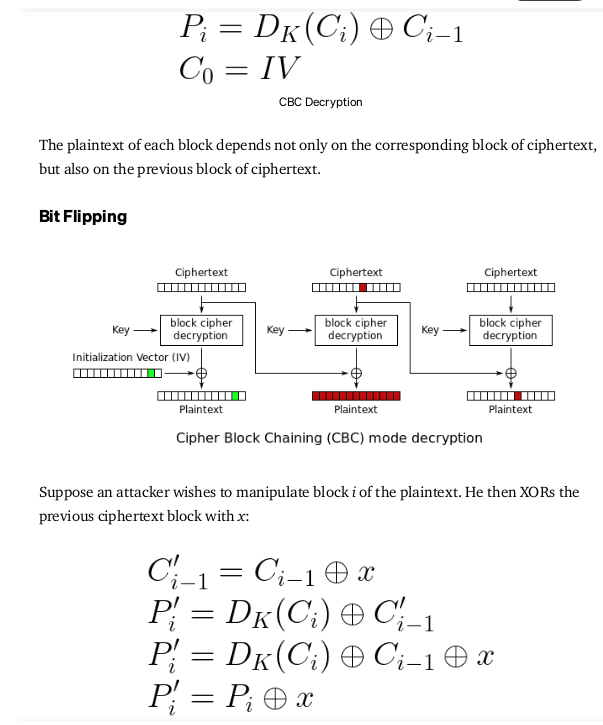 P_i = D_K(C_i) ⊕ C_{i−1}
C_0 = IV
CBC Decryption
The plaintext of each block depends not only on the corresponding block of ciphertext,
but also on the previous block of ciphertext.
Bit Flipping
Ciphertext Ciphertext Ciphertext
Key block cipher decryption Key block cipher decryption Key block cipher decryption
Initialization Vector (IV)
Plaintext Plaintext Plaintext
Cipher Block Chaining (CBC) mode decryption
Suppose an attacker wishes to manipulate block i of the plaintext. He then XORs the
previous ciphertext block with x:
C'_{i−1} = C_{i−1} ⊕ x
P'_i = D_K(C_i) ⊕ C'_{i−1}
P'_i = D_K(C_i) ⊕ C_{i−1} ⊕ x
P'_i = P_i ⊕ x